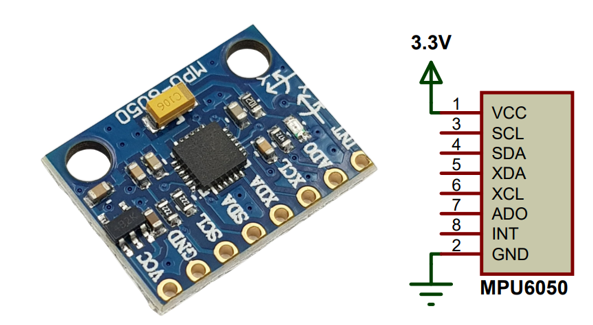 MPU-6050
C106
Y
X
INT
ADO
XCL
XDA
SDA
SCL
GND
VCC
3.3V
1 VCC
3 SCL
4 SDA
5 XDA
6 XCL
7 ADO
8 INT
2 GND
MPU6050